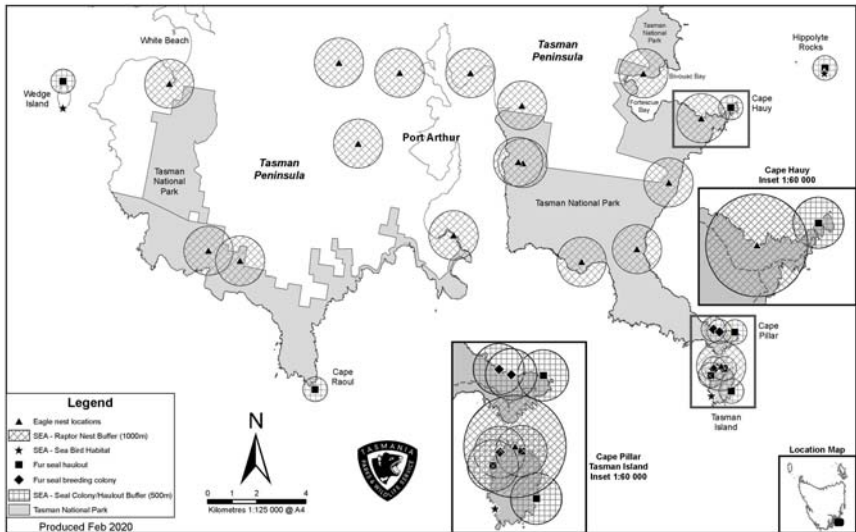 White Beach
Wedge
Island
Tasman
National
Park
Tasman
Peninsula
Port Arthur
Tasman
Peninsula
Tasman
National Park
Bivouac Bay
Fortescue
Bay
Hippolyte
Rocks
Cape
Hauy
Cape Hauy
Inset 1:60 000
Tasman National Park
Cape
Raoul
Cape
Pillar
Tasman
Island
Cape Pillar
Tasman Island
Inset 1:60 000
Location Map
Legend
Eagle nest locations
SEA - Raptor Nest Buffer (1000m)
SEA - Sea Bird Habitat
Fur seal haulout
Fur seal breeding colony
SEA - Seal Colony/Haulout Buffer (500m)
Tasman National Park
Produced Feb 2020
N
0 2 4
Kilometres 1:125 000 @ A4
TASMANIA
PARKS & WILDLIFE SERVICE